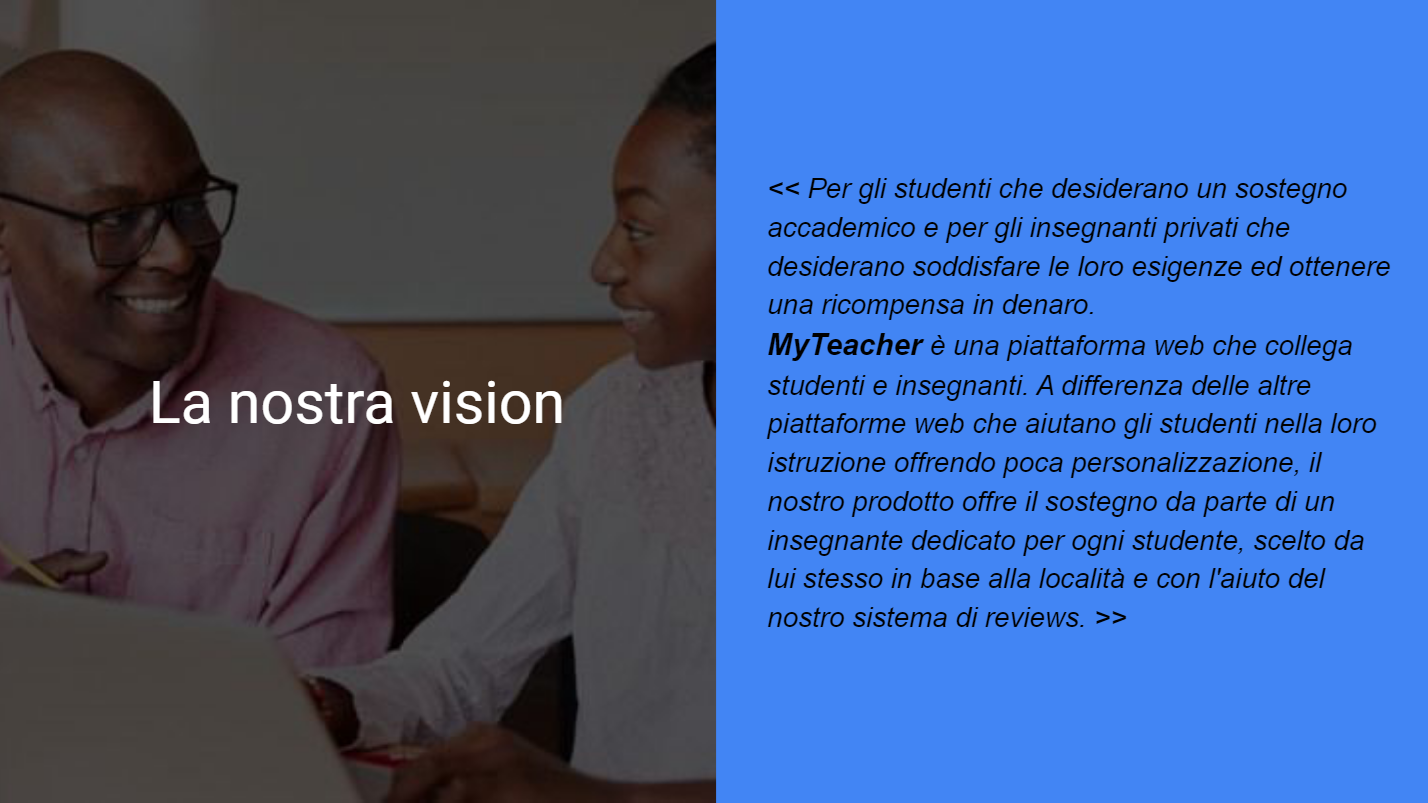 La nostra vision
<< Per gli studenti che desiderano un sostegno
accademico e per gli insegnanti privati che
desiderano soddisfare le loro esigenze ed ottenere
una ricompensa in denaro.
MyTeacher è una piattaforma web che collega
studenti e insegnanti. A differenza delle altre
piattaforme web che aiutano gli studenti nella loro
istruzione offrendo poca personalizzazione, il
nostro prodotto offre il sostegno da parte di un
insegnante dedicato per ogni studente, scelto da
lui stesso in base alla località e con l'aiuto del
nostro sistema di reviews. >>